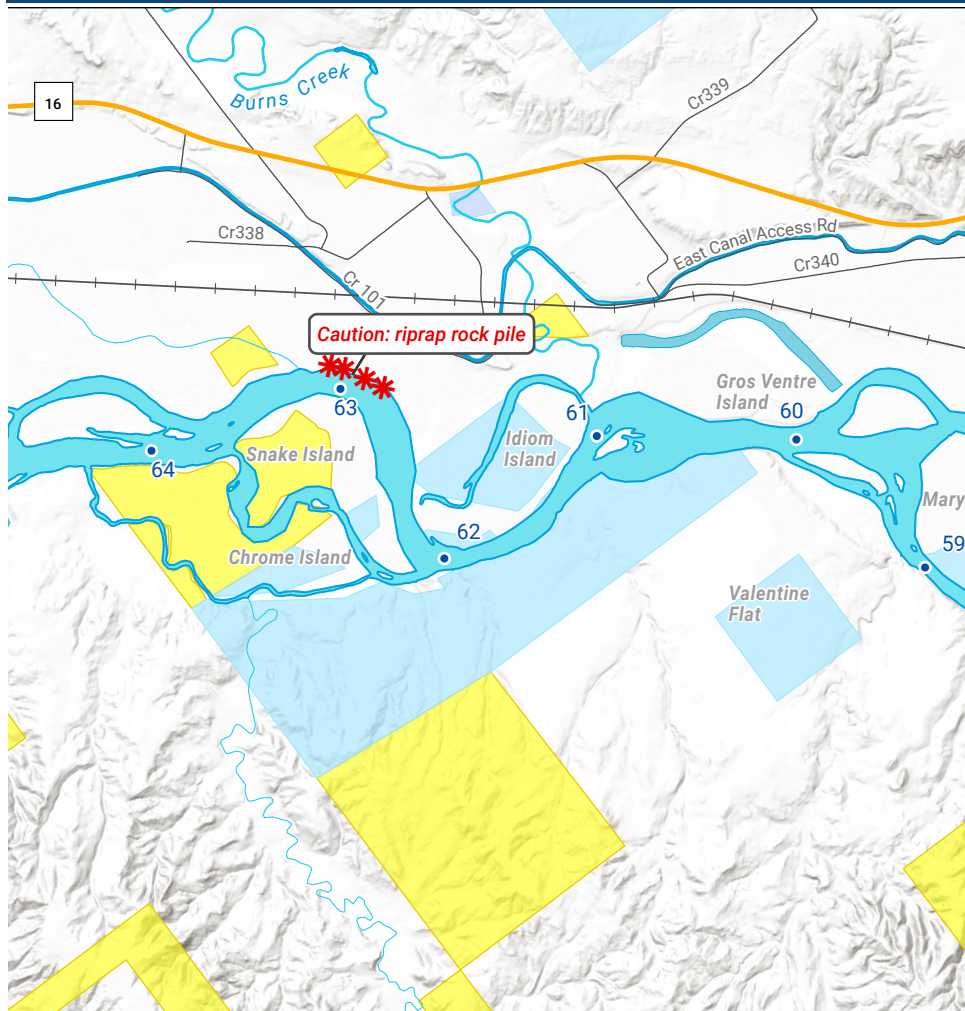 Burns Creek
16
Cr339
Cr338
East Canal Access Rd
Cr340
Cr 101
Caution: riprap rock pile
Gros Ventre
Island
63
61
60
Idiom
Island
Snake Island
64
Mary
62
59
Chrome Island
Valentine
Flat